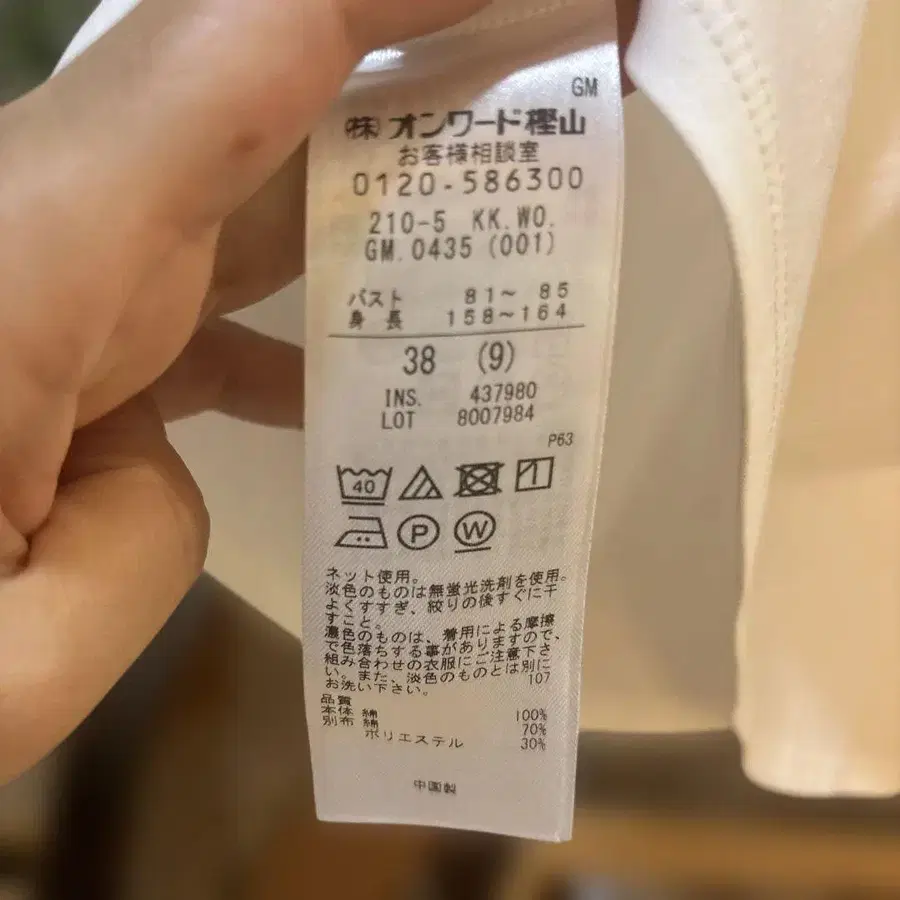 GM
㈱ オンワード樫山
お客様相談室
0120-586300
210-5 KK.WO.
GM.0435 (001)
バスト 81～ 85
身 長 158～164
38 (9)
INS. 437980
LOT 8007984
P63
40
P W
ネット使用。
淡色のものは無蛍光洗剤を使用。
よくすすぎ、絞りの後すぐに干
すこと。
濃色のものは、着用による摩擦
で色落ちする事がありますので、
組み合わせの衣服にご注意下さ
い。また、淡色のものとは別に
お洗い下さい。 107
品質
本体 綿 100%
別布 綿 70%
ポリエステル 30%
中国製